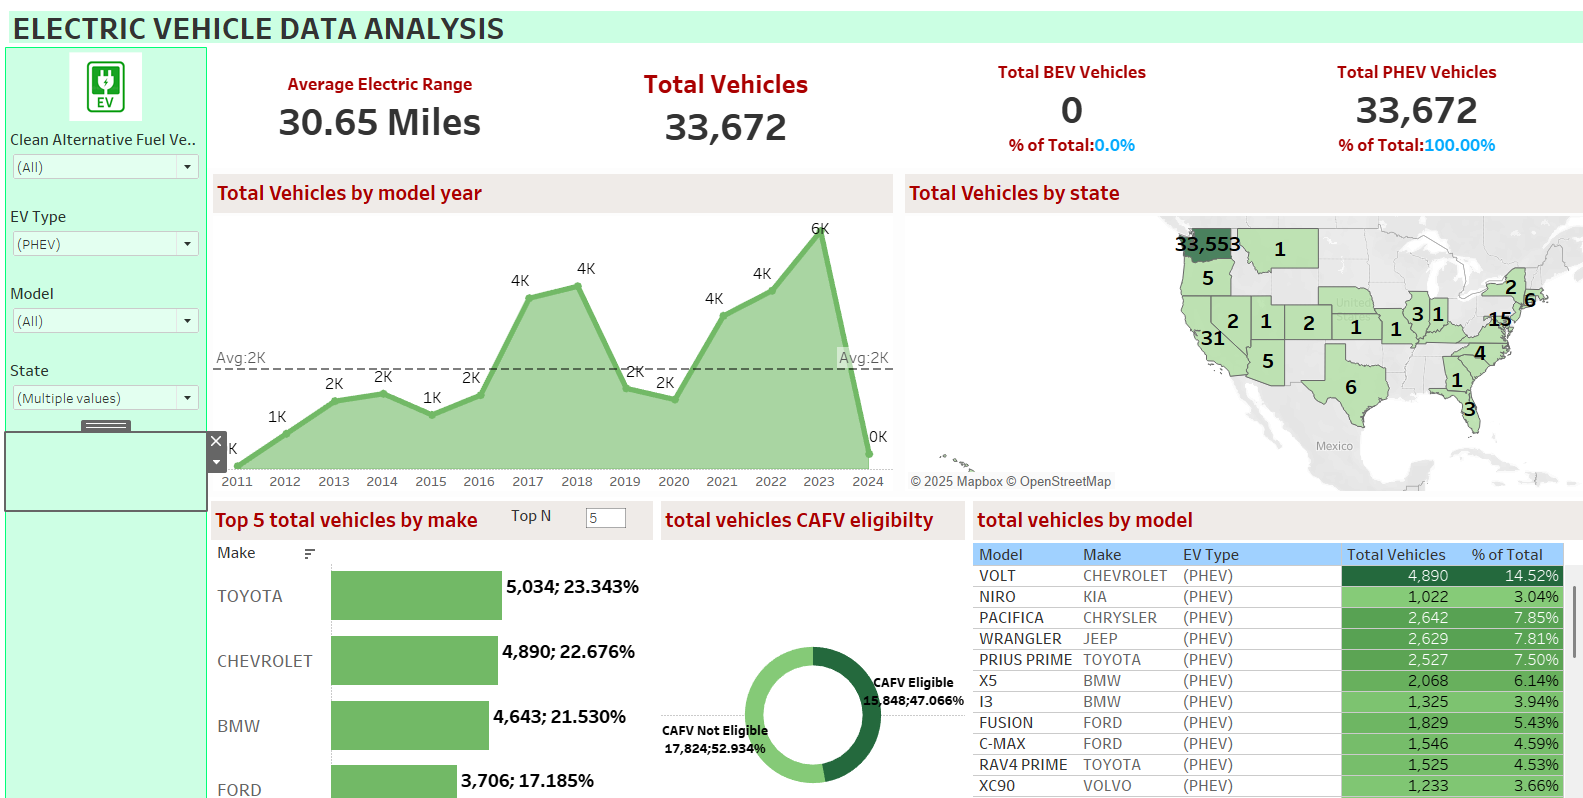 ELECTRIC VEHICLE DATA ANALYSIS
EV
Clean Alternative Fuel Ve..
(All)
EV Type
(PHEV)
Model
(All)
State
(Multiple values)
Average Electric Range
30.65 Miles
Total Vehicles
33,672
Total BEV Vehicles
0
% of Total:0.0%
Total PHEV Vehicles
33,672
% of Total:100.00%
Total Vehicles by model year
6K
4K
4K
4K
4K
Avg:2K
Avg:2K
2K
2K
2K
2K
2K
1K
1K
K
0K
2011 2012 2013 2014 2015 2016 2017 2018 2019 2020 2021 2022 2023 2024
Total Vehicles by state
33,553
1
5
2
6
United
2
1
2
1
1
3
1
15
31
5
4
1
6
3
Mexico
© 2025 Mapbox © OpenStreetMap
Top 5 total vehicles by make
Top N
5
Make
TOYOTA
5,034; 23.343%
CHEVROLET
4,890; 22.676%
BMW
4,643; 21.530%
FORD
3,706; 17.185%
total vehicles CAFV eligibilty
CAFV Eligible
15,848;47.066%
CAFV Not Eligible
17,824;52.934%
total vehicles by model
Model Make EV Type Total Vehicles % of Total
VOLT CHEVROLET (PHEV) 4,890 14.52%
NIRO KIA (PHEV) 1,022 3.04%
PACIFICA CHRYSLER (PHEV) 2,642 7.85%
WRANGLER JEEP (PHEV) 2,629 7.81%
PRIUS PRIME TOYOTA (PHEV) 2,527 7.50%
X5 BMW (PHEV) 2,068 6.14%
I3 BMW (PHEV) 1,325 3.94%
FUSION FORD (PHEV) 1,829 5.43%
C-MAX FORD (PHEV) 1,546 4.59%
RAV4 PRIME TOYOTA (PHEV) 1,525 4.53%
XC90 VOLVO (PHEV) 1,233 3.66%